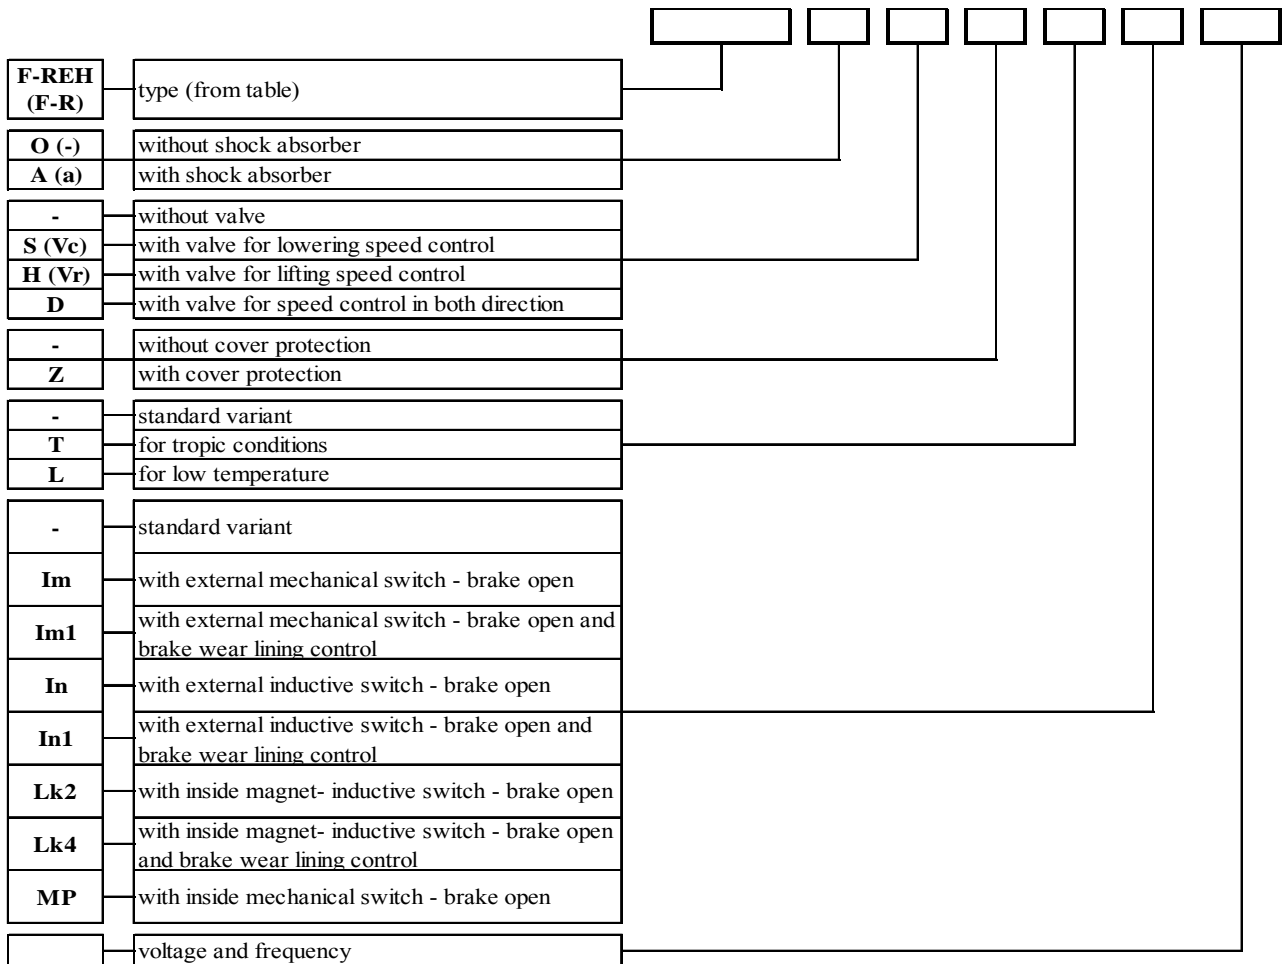 F-REH
(F-R)
type (from table)
O (-)
without shock absorber
A (a)
with shock absorber
-
without valve
S (Vc)
with valve for lowering speed control
H (Vr)
with valve for lifting speed control
D
with valve for speed control in both direction
-
without cover protection
Z
with cover protection
-
standard variant
T
for tropic conditions
L
for low temperature
-
standard variant
Im
with external mechanical switch - brake open
Im1
with external mechanical switch - brake open and
brake wear lining control
In
with external inductive switch - brake open
In1
with external inductive switch - brake open and
brake wear lining control
Lk2
with inside magnet- inductive switch - brake open
Lk4
with inside magnet- inductive switch - brake open
and brake wear lining control
MP
with inside mechanical switch - brake open
voltage and frequency